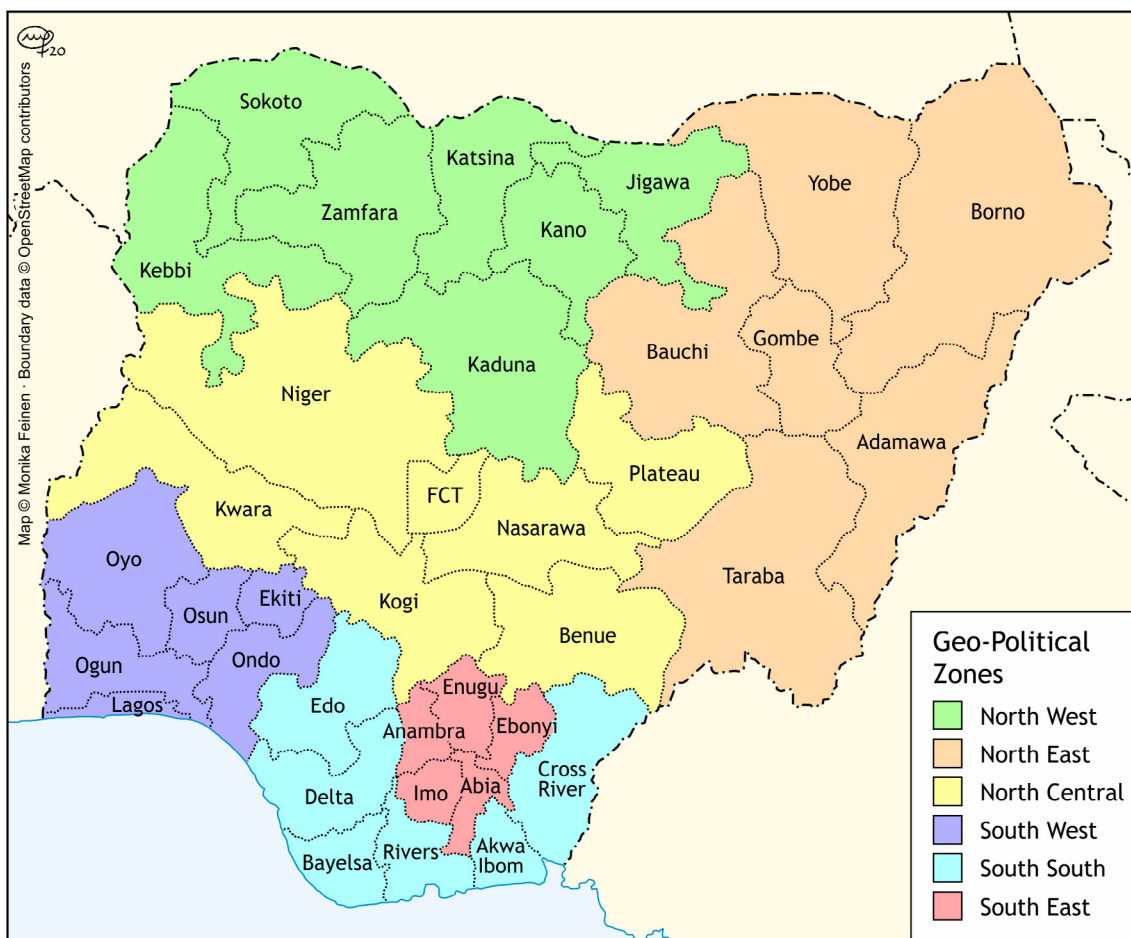 20
Map © Monika Feinen · Boundary data © OpenStreetMap contributors
Sokoto
Katsina
Jigawa
Yobe
Borno
Zamfara
Kano
Kebbi
Gombe
Bauchi
Kaduna
Niger
Adamawa
Plateau
FCT
Kwara
Nasarawa
Oyo
Taraba
Ekiti
Kogi
Osun
Benue
Ogun
Ondo
Enugu
Lagos
Edo
Anambra
Ebonyi
Cross
River
Abia
Imo
Delta
Akwa
Ibom
Rivers
Bayelsa
Geo-Political
Zones
North West
North East
North Central
South West
South South
South East